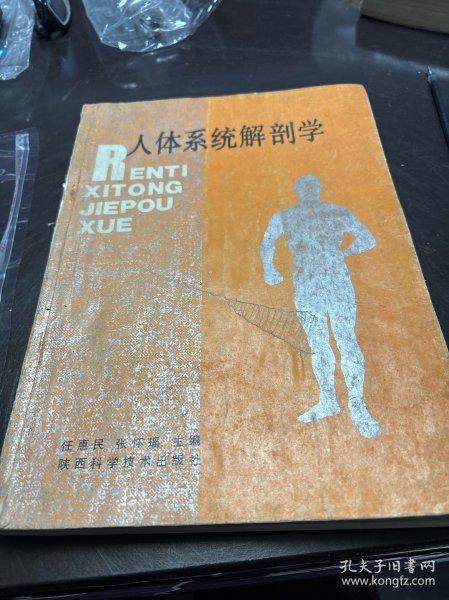 人体系统解剖学
RENTI
XITONG
JIEPOU
XUE
任惠民 张怀瑫 主编
陕西科学技术出版社
孔夫子旧书网
www.kongfz.com